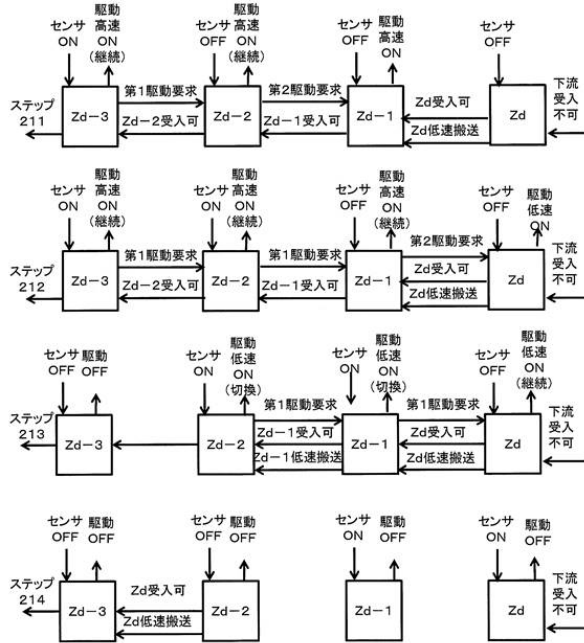 センサ ON
駆動 高速 ON (継続)
センサ OFF
駆動 高速 ON (継続)
センサ OFF
駆動 高速 ON
センサ OFF
ステップ 211
Zd-3
第1駆動要求
Zd-2受入可
Zd-2
第2駆動要求
Zd-1受入可
Zd-1
Zd受入可
Zd低速搬送
Zd
下流 受入 不可
センサ ON
駆動 高速 ON (継続)
センサ ON
駆動 高速 ON (継続)
センサ OFF
駆動 高速 ON (継続)
センサ OFF
駆動 低速 ON
ステップ 212
Zd-3
第1駆動要求
Zd-2受入可
Zd-2
第1駆動要求
Zd-1受入可
Zd-1
第2駆動要求
Zd受入可
Zd低速搬送
Zd
下流 受入 不可
センサ OFF
駆動 OFF
センサ ON
駆動 低速 ON (切換)
センサ ON
駆動 低速 ON (切換)
センサ OFF
駆動 低速 ON (継続)
ステップ 213
Zd-3
Zd-2
第1駆動要求
Zd-1受入可
Zd-1低速搬送
Zd-1
第1駆動要求
Zd受入可
Zd低速搬送
Zd
下流 受入 不可
センサ OFF
駆動 OFF
センサ OFF
駆動 OFF
センサ ON
駆動 OFF
センサ ON
駆動 OFF
ステップ 214
Zd-3
Zd受入可
Zd低速搬送
Zd-2
Zd-1
Zd
下流 受入 不可